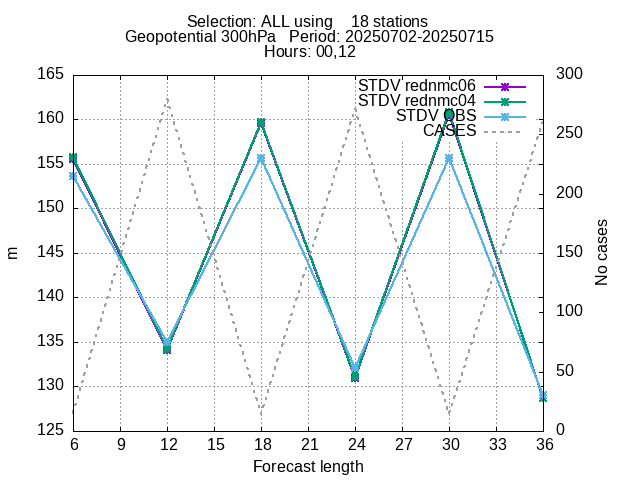 Selection: ALL using    18 stations
Geopotential 300hPa   Period: 20250702-20250715
Hours: 00,12
165
160
155
150
145
140
135
130
125
m
STDV rednmc06
STDV rednmc04
STDV OBS
CASES
300
250
200
150
100
50
0
No cases
6 9 12 15 18 21 24 27 30 33 36
Forecast length